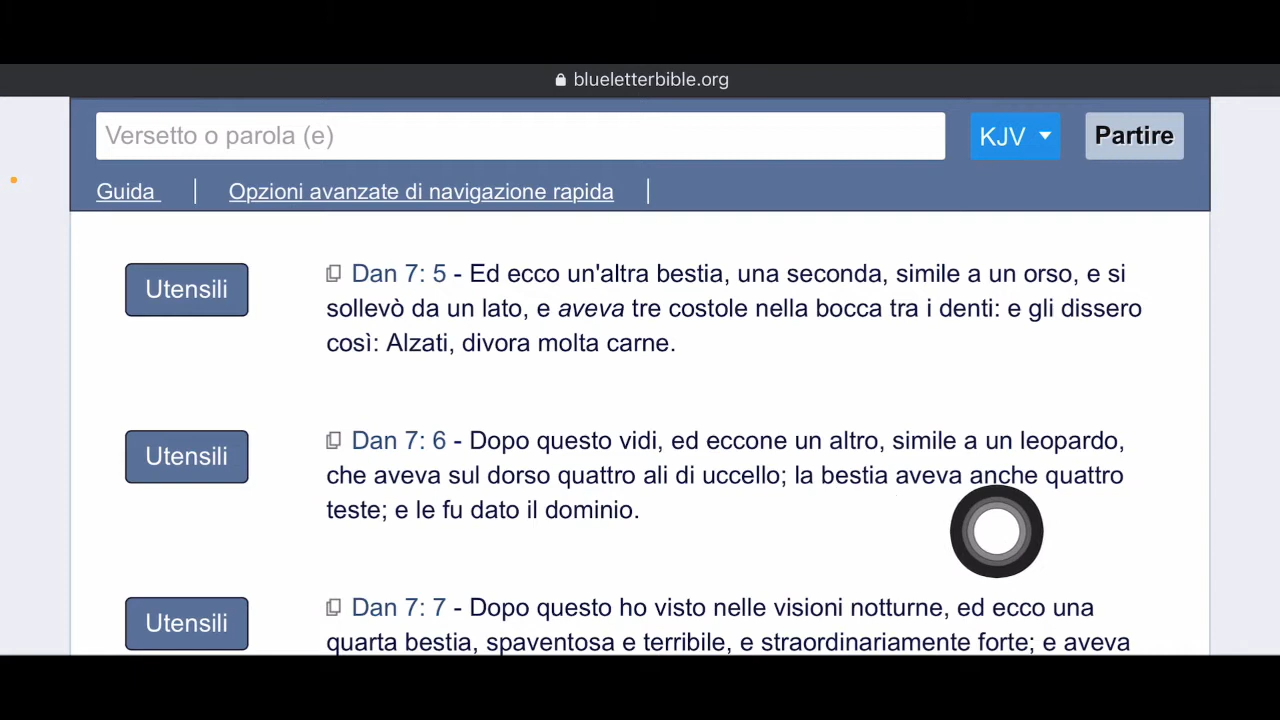 blueletterbible.org
Versetto o parola (e)
KJV
Partire
Guida
Opzioni avanzate di navigazione rapida
Utensili
Dan 7: 5 - Ed ecco un'altra bestia, una seconda, simile a un orso, e si
sollevò da un lato, e aveva tre costole nella bocca tra i denti: e gli dissero
così: Alzati, divora molta carne.
Utensili
Dan 7: 6 - Dopo questo vidi, ed eccone un altro, simile a un leopardo,
che aveva sul dorso quattro ali di uccello; la bestia aveva anche quattro
teste; e le fu dato il dominio.
Utensili
Dan 7: 7 - Dopo questo ho visto nelle visioni notturne, ed ecco una
quarta bestia, spaventosa e terribile, e straordinariamente forte; e aveva